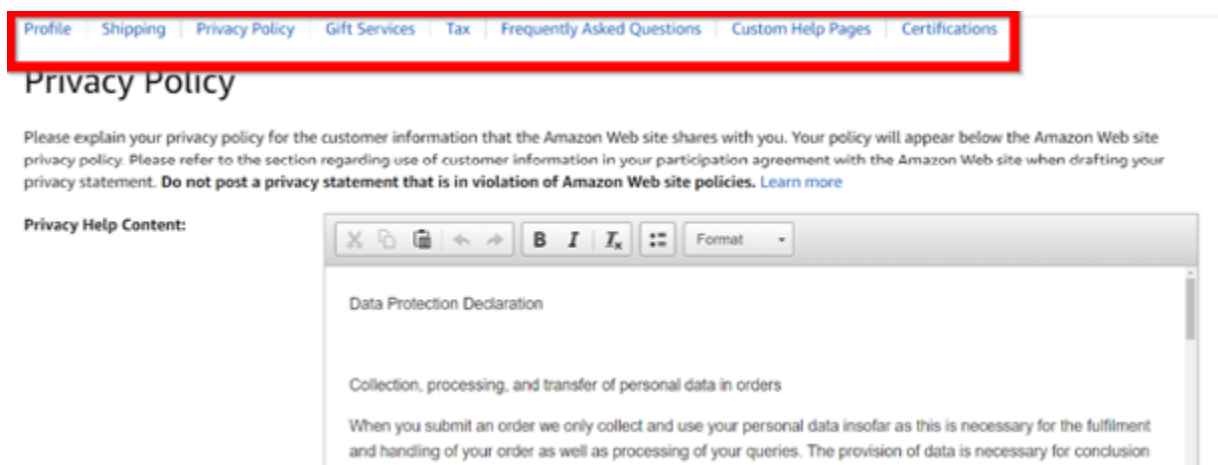 Profile Shipping Privacy Policy Gift Services Tax Frequently Asked Questions Custom Help Pages Certifications
Privacy Policy
Please explain your privacy policy for the customer information that the Amazon Web site shares with you. Your policy will appear below the Amazon Web site
privacy policy. Please refer to the section regarding use of customer information in your participation agreement with the Amazon Web site when drafting your
privacy statement. Do not post a privacy statement that is in violation of Amazon Web site policies. Learn more
Privacy Help Content:
B I Ix Format
Data Protection Declaration
Collection, processing, and transfer of personal data in orders
When you submit an order we only collect and use your personal data insofar as this is necessary for the fulfilment
and handling of your order as well as processing of your queries. The provision of data is necessary for conclusion